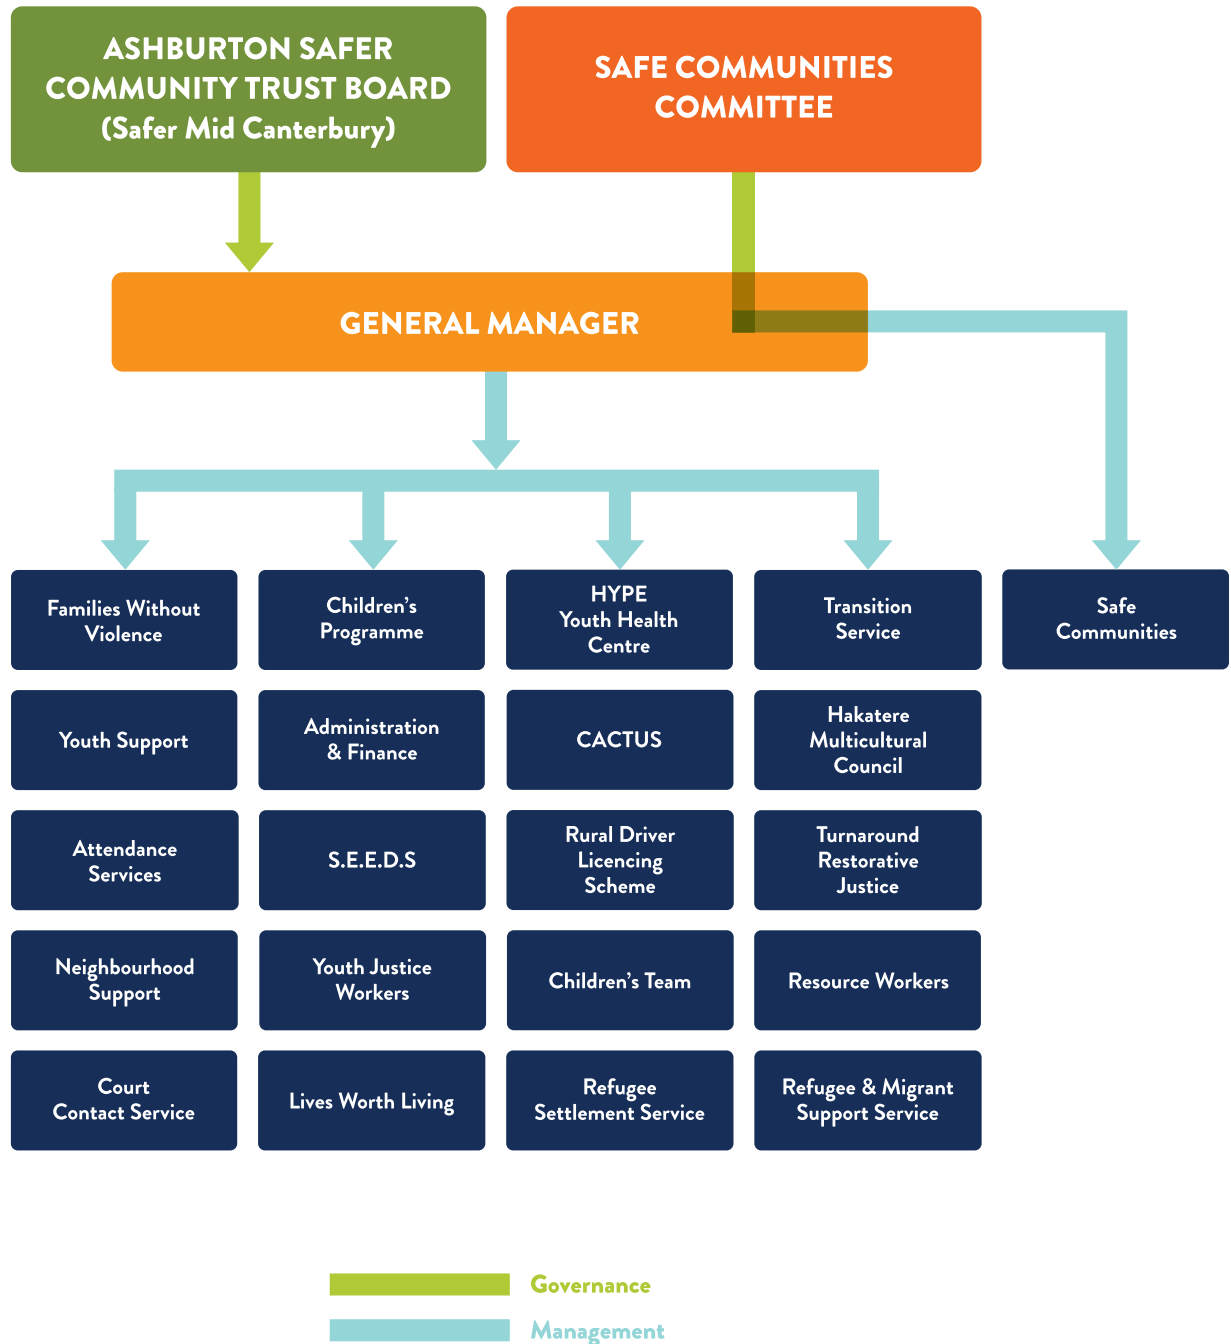 ASHBURTON SAFER
COMMUNITY TRUST BOARD
(Safer Mid Canterbury)
SAFE COMMUNITIES
COMMITTEE
GENERAL MANAGER
Families Without
Violence
Children's
Programme
HYPE
Youth Health
Centre
Transition
Service
Safe
Communities
Youth Support
Administration
& Finance
CACTUS
Hakatere
Multicultural
Council
Attendance
Services
S.E.E.D.S
Rural Driver
Licencing
Scheme
Turnaround
Restorative
Justice
Neighbourhood
Support
Youth Justice
Workers
Children's Team
Resource Workers
Court
Contact Service
Lives Worth Living
Refugee
Settlement Service
Refugee & Migrant
Support Service
Governance
Management